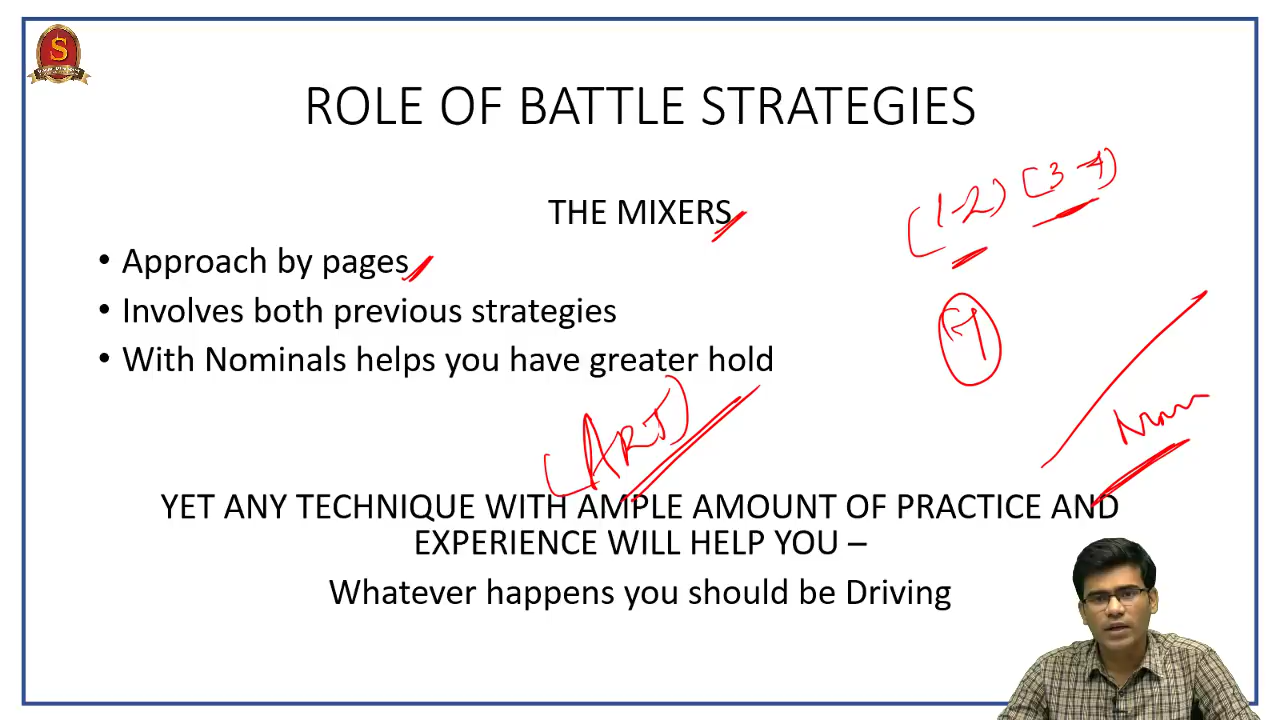 S
ROLE OF BATTLE STRATEGIES
(1-2) (3-4)
THE MIXERS
• Approach by pages
• Involves both previous strategies
• With Nominals helps you have greater hold
(ART)
YET ANY TECHNIQUE WITH AMPLE AMOUNT OF PRACTICE AND
EXPERIENCE WILL HELP YOU –
Whatever happens you should be Driving